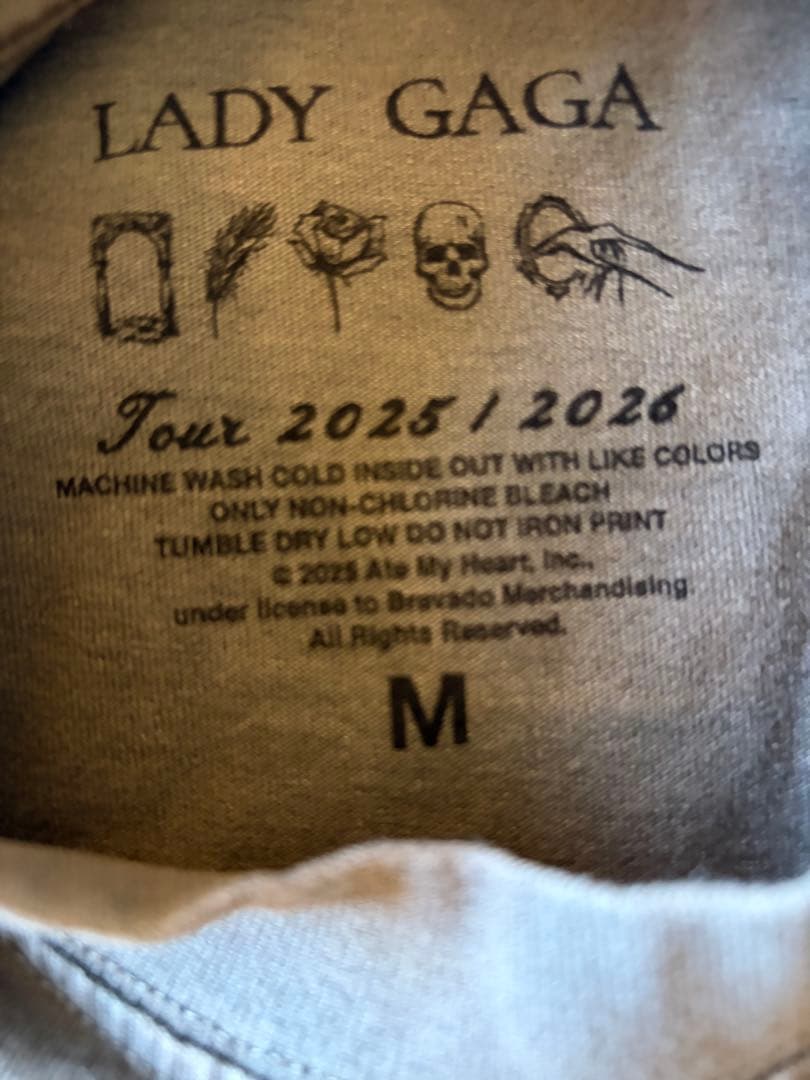 LADY GAGA
Tour 2025 / 2026
MACHINE WASH COLD INSIDE OUT WITH LIKE COLORS
ONLY NON-CHLORINE BLEACH
TUMBLE DRY LOW DO NOT IRON PRINT
© 2025 Ate My Heart, Inc.,
under license to Bravado Merchandising.
All Rights Reserved.
M